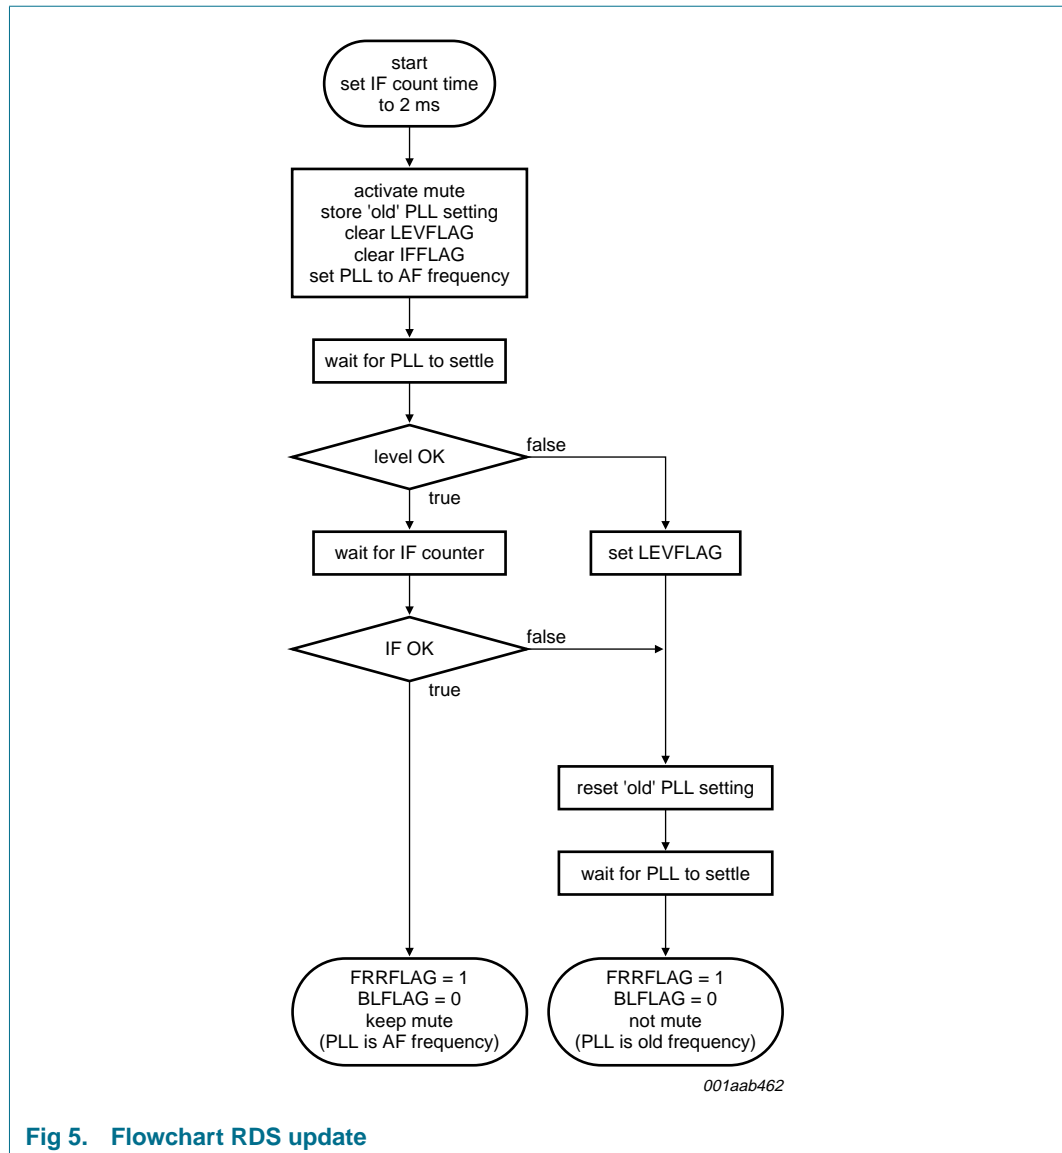 start
set IF count time
to 2 ms
activate mute
store 'old' PLL setting
clear LEVFLAG
clear IFFLAG
set PLL to AF frequency
wait for PLL to settle
level OK
false
true
wait for IF counter
set LEVFLAG
IF OK
false
true
reset 'old' PLL setting
wait for PLL to settle
FRRFLAG = 1
BLFLAG = 0
keep mute
(PLL is AF frequency)
FRRFLAG = 1
BLFLAG = 0
not mute
(PLL is old frequency)
001aab462
Fig 5. Flowchart RDS update